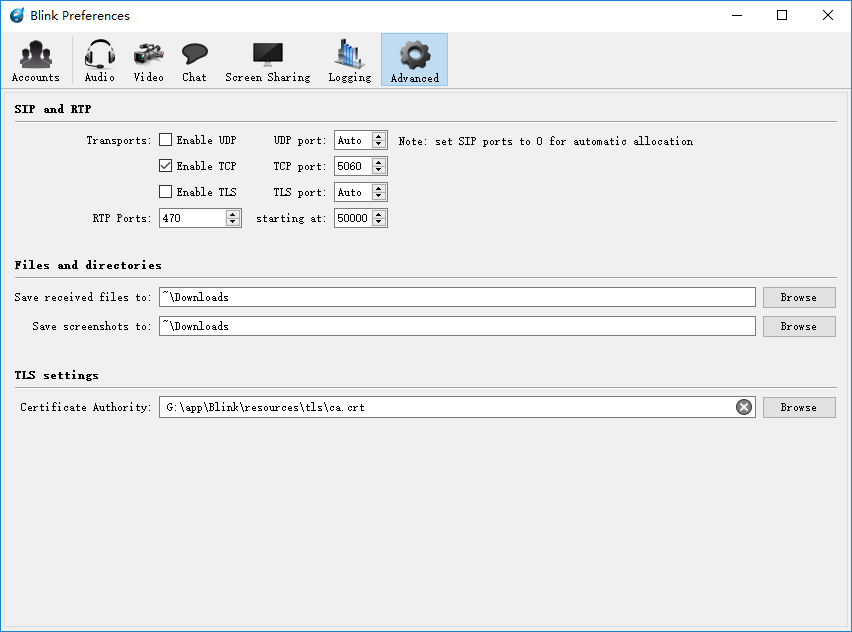 Blink Preferences
Accounts Audio Video Chat Screen Sharing Logging Advanced
SIP and RTP
Transports: Enable UDP UDP port: Auto Note: set SIP ports to 0 for automatic allocation
Enable TCP TCP port: 5060
Enable TLS TLS port: Auto
RTP Ports: 470 starting at: 50000
Files and directories
Save received files to: ~\Downloads Browse
Save screenshots to: ~\Downloads Browse
TLS settings
Certificate Authority: G:\app\Blink\resources\tls\ca.crt Browse